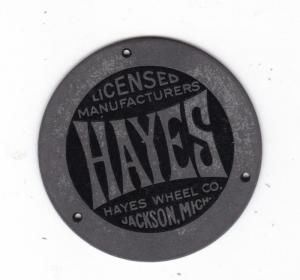 LICENSED
MANUFACTURERS
HAYES
HAYES WHEEL CO.
JACKSON, MICH.